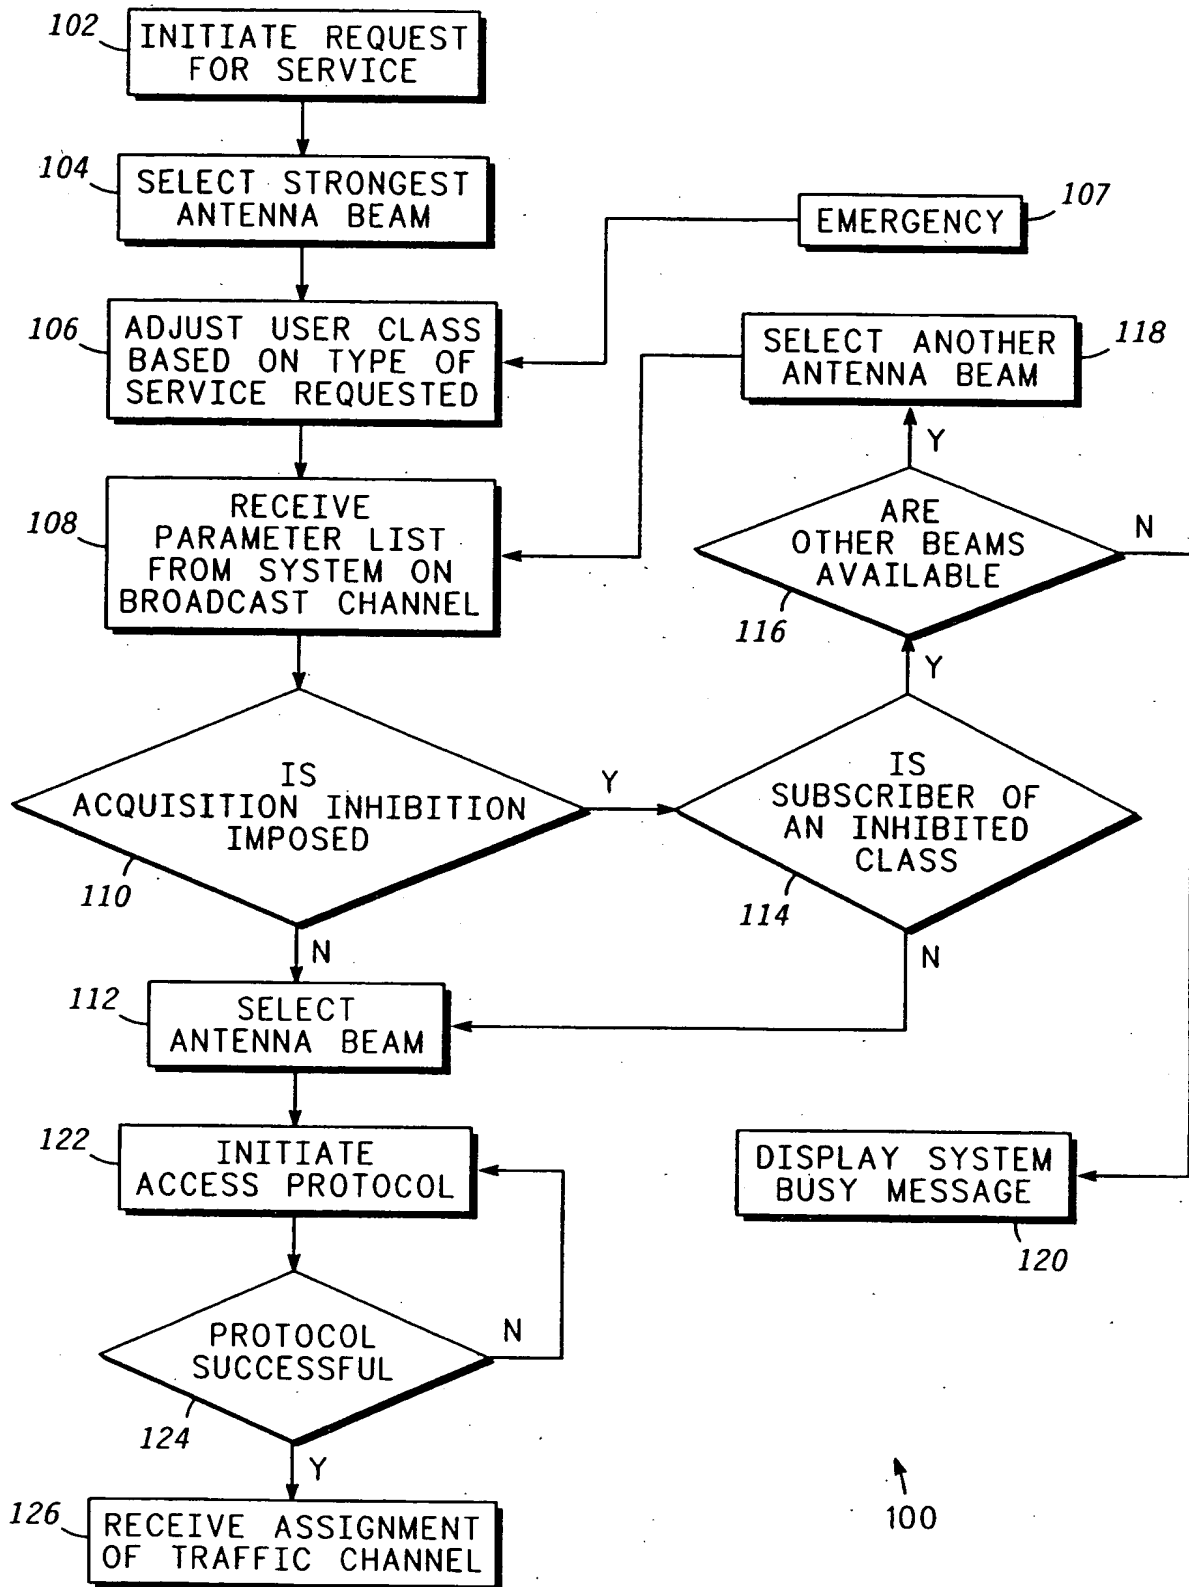 102
INITIATE REQUEST
FOR SERVICE
104
SELECT STRONGEST
ANTENNA BEAM
EMERGENCY
107
106
ADJUST USER CLASS
BASED ON TYPE OF
SERVICE REQUESTED
SELECT ANOTHER
ANTENNA BEAM
118
Y
108
RECEIVE
PARAMETER LIST
FROM SYSTEM ON
BROADCAST CHANNEL
ARE
OTHER BEAMS
AVAILABLE
N
116
Y
IS
ACQUISITION INHIBITION
IMPOSED
Y
110
IS
SUBSCRIBER OF
AN INHIBITED
CLASS
114
N
N
112
SELECT
ANTENNA BEAM
122
INITIATE
ACCESS PROTOCOL
DISPLAY SYSTEM
BUSY MESSAGE
120
PROTOCOL
SUCCESSFUL
N
124
Y
126
RECEIVE ASSIGNMENT
OF TRAFFIC CHANNEL
100